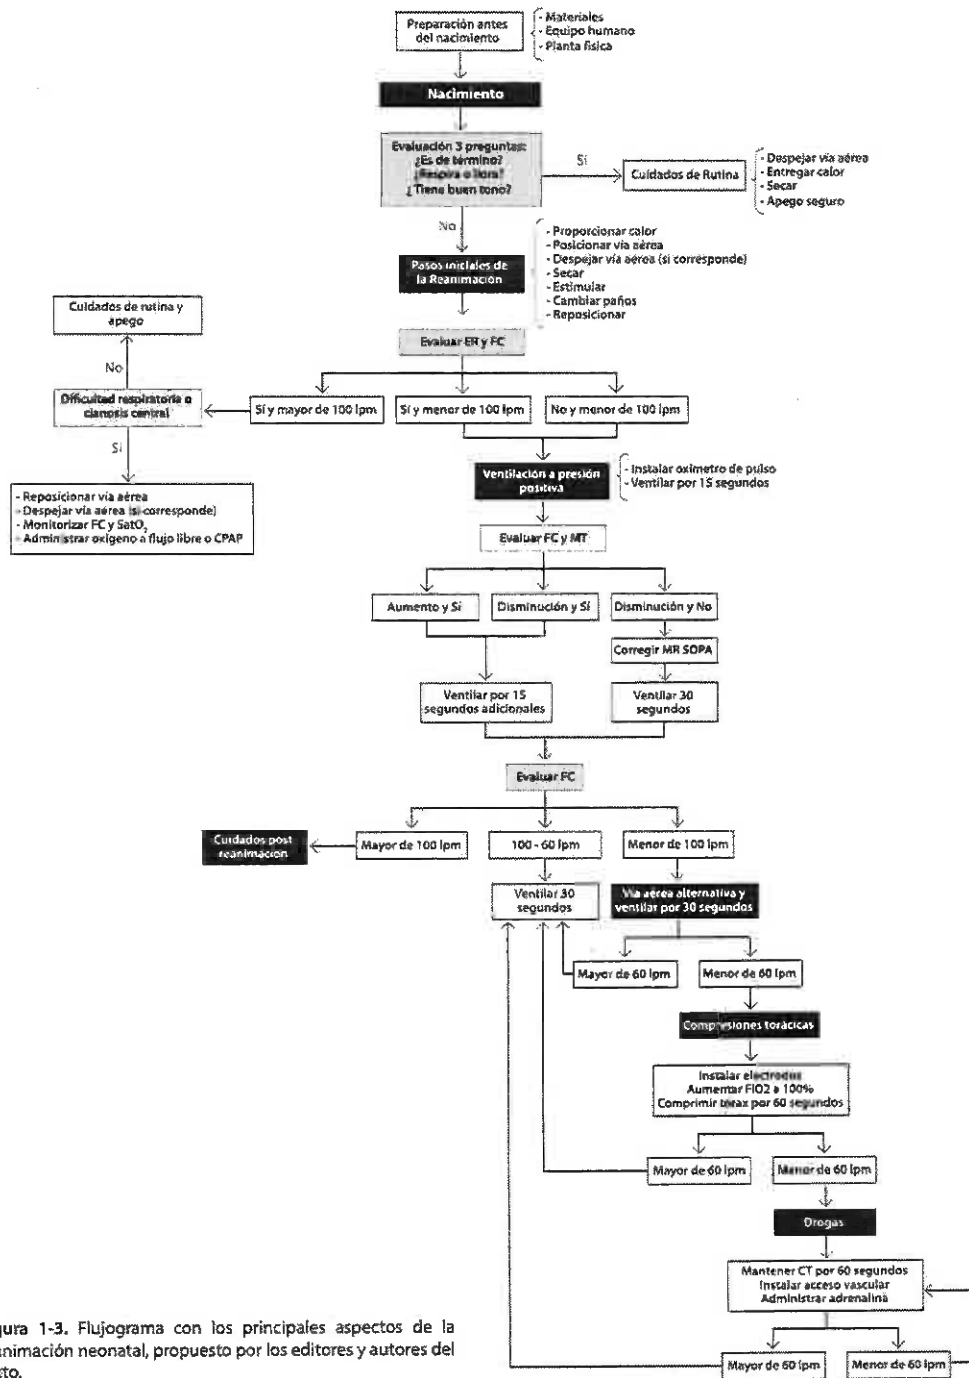 Preparación antes
del nacimiento
- Materiales
- Equipo humano
- Planta física
Nacimiento
Evaluación 3 preguntas:
¿Es de término?
¿Respira o llora?
¿Tiene buen tono?
Sí
Cuidados de Rutina
- Despejar vía aérea
- Entregar calor
- Secar
- Apego seguro
No
Pasos iniciales de
la Reanimación
- Proporcionar calor
- Posicionar vía aérea
- Despejar vía aérea (si corresponde)
- Secar
- Estimular
- Cambiar paños
- Reposicionar
Cuidados de rutina y
apego
Evaluar ER y FC
No
Dificultad respiratoria o
cianosis central
Sí y mayor de 100 lpm
Sí y menor de 100 lpm
No y menor de 100 lpm
Sí
- Reposicionar vía aérea
- Despejar vía aérea (si corresponde)
- Monitorizar FC y SatO₂
- Administrar oxígeno a flujo libre o CPAP
Ventilación a presión
positiva
- Instalar oxímetro de pulso
- Ventilar por 15 segundos
Evaluar FC y MT
Aumento y Sí
Disminución y Sí
Disminución y No
Corregir MR SOPA
Ventilar por 15
segundos adicionales
Ventilar 30
segundos
Evaluar FC
Cuidados post
reanimación
Mayor de 100 lpm
100 - 60 lpm
Menor de 100 lpm
Ventilar 30
segundos
Vía aérea alternativa y
ventilar por 30 segundos
Mayor de 60 lpm
Menor de 60 lpm
Compresiones torácicas
Instalar electrodos
Aumentar FIO2 a 100%
Comprimir tórax por 60 segundos
Mayor de 60 lpm
Menor de 60 lpm
Drogas
Mantener CT por 60 segundos
Instalar acceso vascular
Administrar adrenalina
Mayor de 60 lpm
Menor de 60 lpm
gura 1-3. Flujograma con los principales aspectos de la
animación neonatal, propuesto por los editores y autores del
xto.